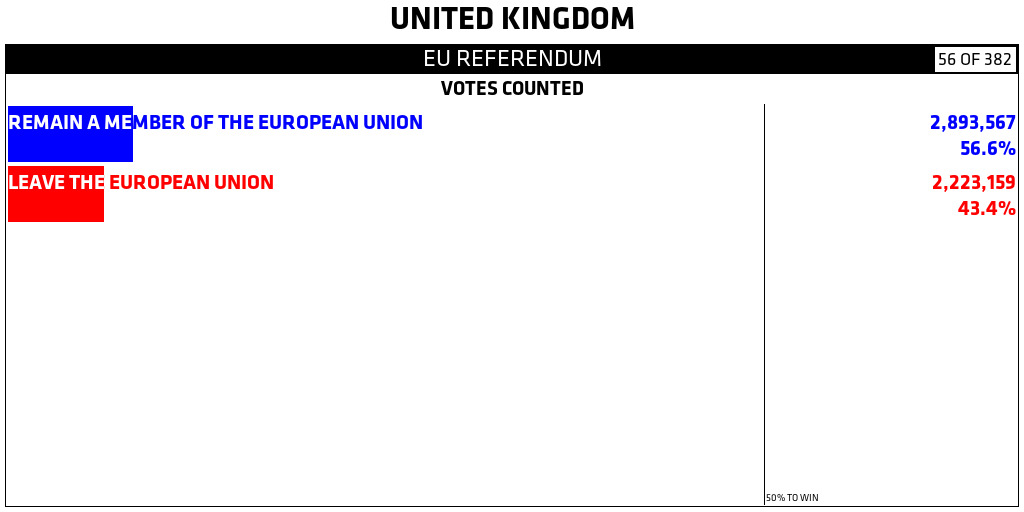 UNITED KINGDOM
EU REFERENDUM
56 OF 382
VOTES COUNTED
REMAIN A MEMBER OF THE EUROPEAN UNION
2,893,567
56.6%
LEAVE THE EUROPEAN UNION
2,223,159
43.4%
50% TO WIN